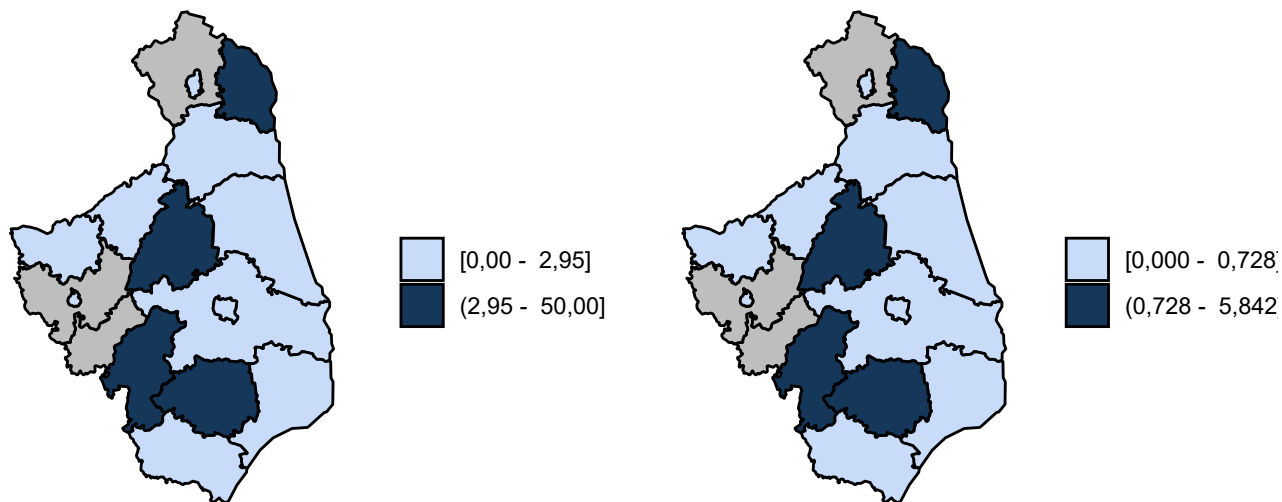 [0,00 - 2,95]
(2,95 - 50,00]
[0,000 - 0,728]
(0,728 - 5,842]